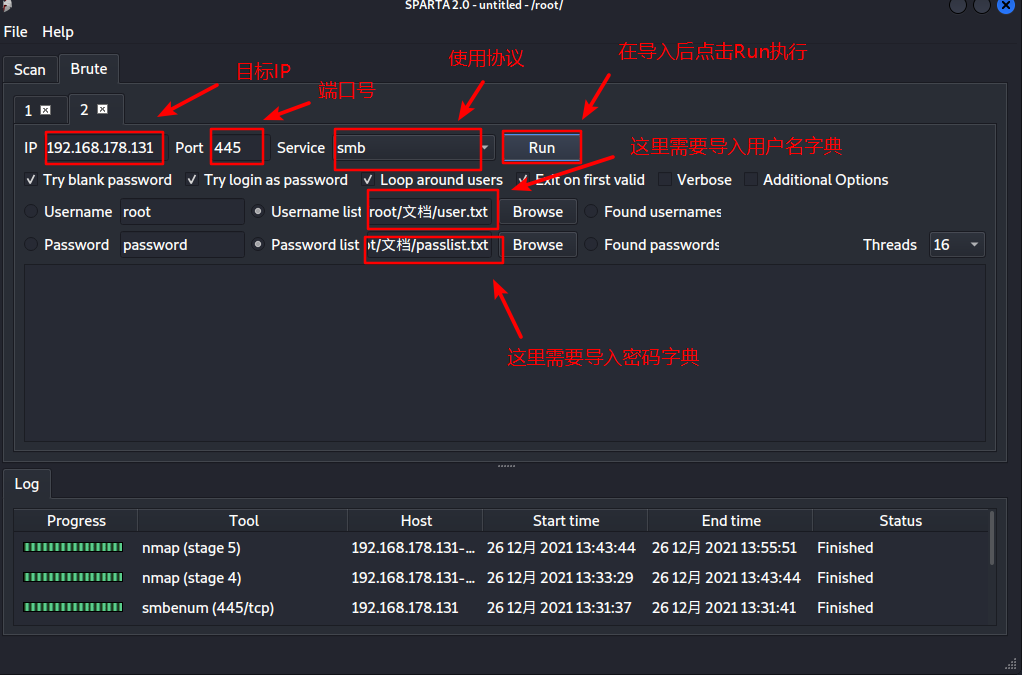 SPARTA 2.0 - untitled - /root/
File Help
Scan Brute
目标IP
端口号
使用协议
在导入后点击Run执行
1 2
IP 192.168.178.131 Port 445 Service smb Run
这里需要导入用户名字典
Try blank password Try login as password Loop around users Exit on first valid Verbose Additional Options
Username root Username list root/文档/user.txt Browse Found usernames
Password password Password list ot/文档/passlist.txt Browse Found passwords Threads 16
这里需要导入密码字典
Log
Progress Tool Host Start time End time Status
nmap (stage 5) 192.168.178.131-... 26 12月 2021 13:43:44 26 12月 2021 13:55:51 Finished
nmap (stage 4) 192.168.178.131-... 26 12月 2021 13:33:29 26 12月 2021 13:43:44 Finished
smbenum (445/tcp) 192.168.178.131 26 12月 2021 13:31:37 26 12月 2021 13:31:41 Finished